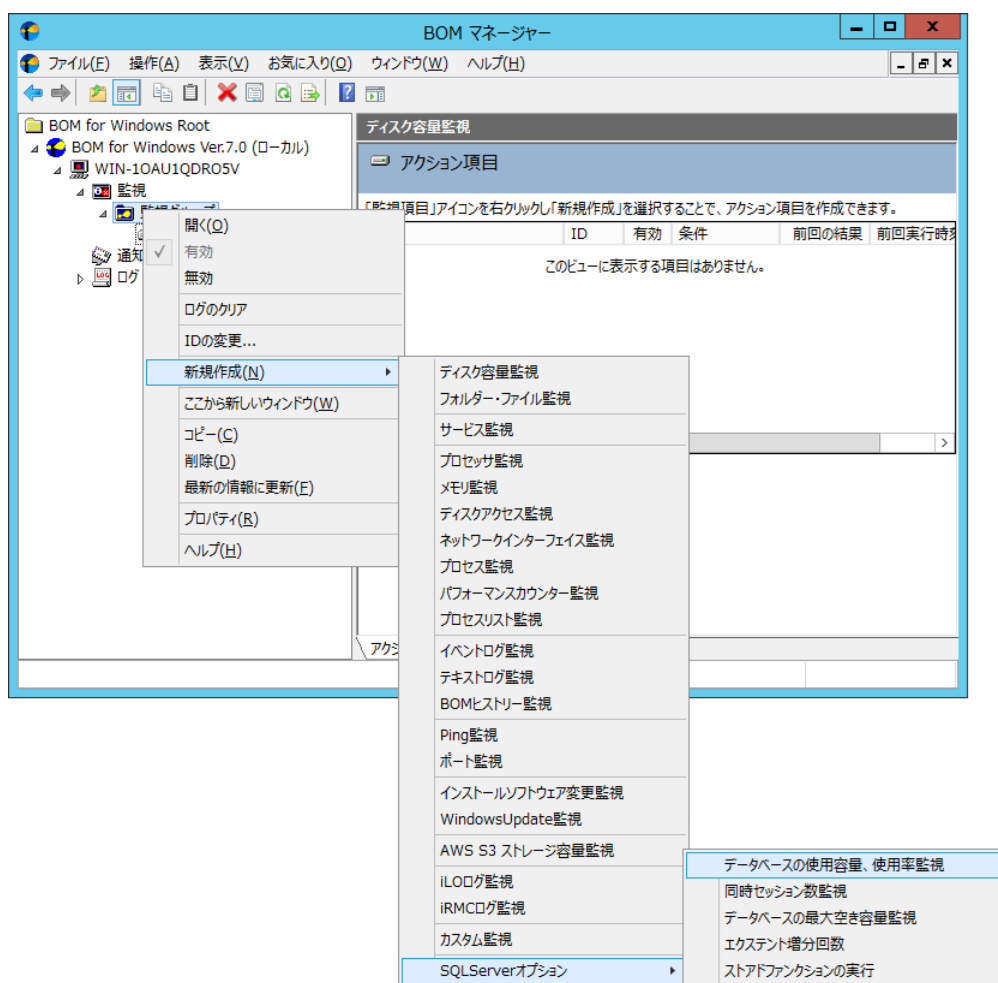 BOM マネージャー
ファイル(F) 操作(A) 表示(V) お気に入り(O) ウィンドウ(W) ヘルプ(H)
BOM for Windows Root
BOM for Windows Ver.7.0 (ローカル)
WIN-1OAU1QDRO5V
監視
監視グループ
通知
ログ
ディスク容量監視
アクション項目
「監視項目」アイコンを右クリックし「新規作成」を選択することで、アクション項目を作成できます。
ID 有効 条件 前回の結果 前回実行時刻
このビューに表示する項目はありません。
開く(O)
有効
無効
ログのクリア
IDの変更...
新規作成(N)
ここから新しいウィンドウ(W)
コピー(C)
削除(D)
最新の情報に更新(F)
プロパティ(R)
ヘルプ(H)
ディスク容量監視
フォルダー・ファイル監視
サービス監視
プロセッサ監視
メモリ監視
ディスクアクセス監視
ネットワークインターフェイス監視
プロセス監視
パフォーマンスカウンター監視
プロセスリスト監視
イベントログ監視
テキストログ監視
BOMヒストリー監視
Ping監視
ポート監視
インストールソフトウェア変更監視
WindowsUpdate監視
AWS S3 ストレージ容量監視
iLOログ監視
iRMCログ監視
カスタム監視
SQLServerオプション
データベースの使用容量、使用率監視
同時セッション数監視
データベースの最大空き容量監視
エクステント増分回数
ストアドファンクションの実行
アクシ